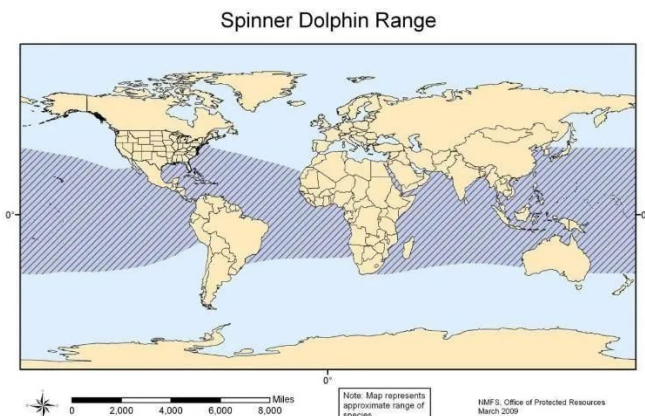 Spinner Dolphin Range
0°
0°
0°
Miles
0 2,000 4,000 6,000 8,000
Note: Map represents
approximate range of
species.
NMFS, Office of Protected Resources
March 2009